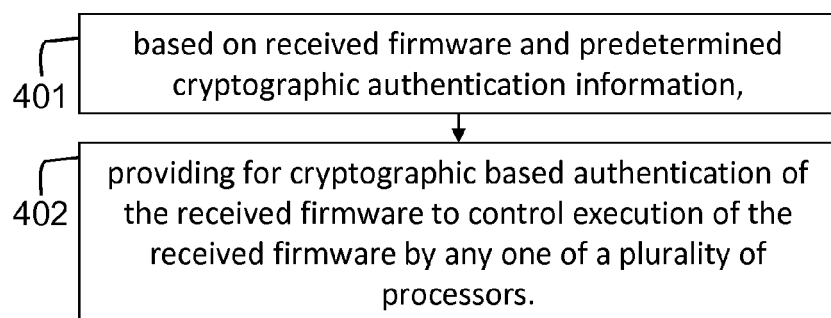 based on received firmware and predetermined
cryptographic authentication information,
401
providing for cryptographic based authentication of
the received firmware to control execution of the
received firmware by any one of a plurality of
processors.
402